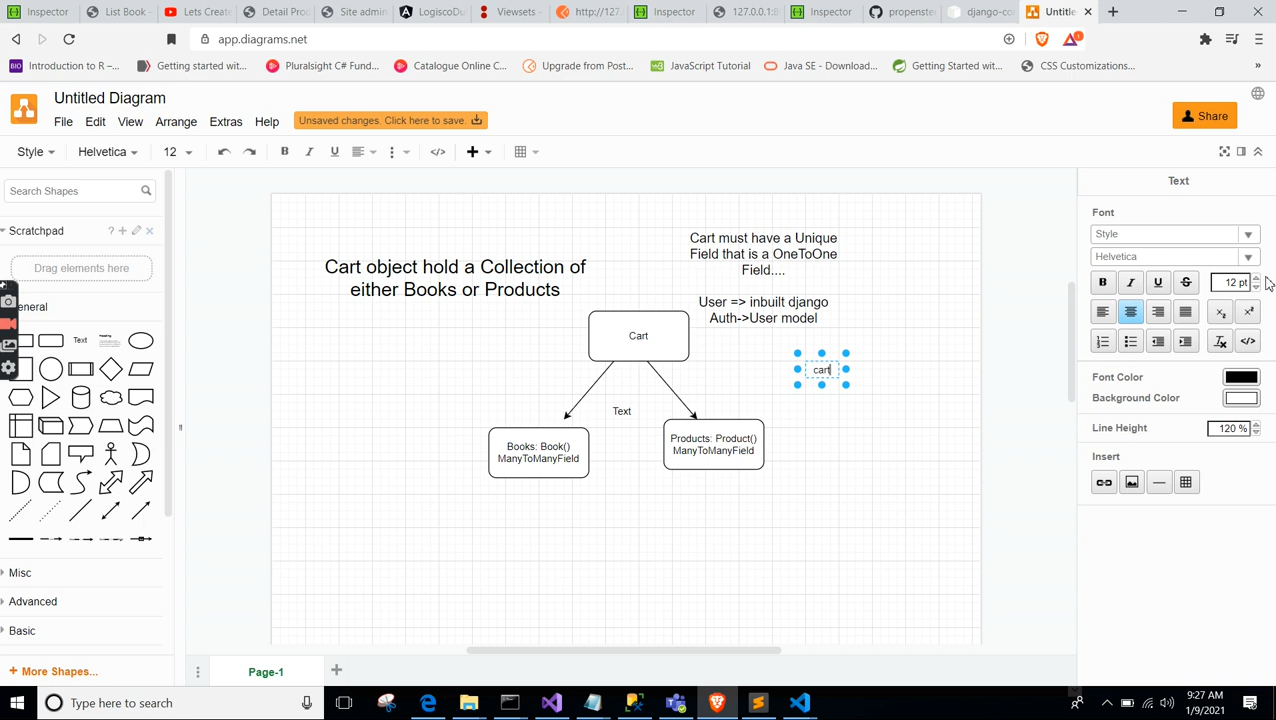 Inspector
List Book
Lets Create
Detail Prod
Site admin
LogiscoDu
Viewsets
http://127
Inspector
127.0.0.1:8
Inspector
propenster
django-co
Untitle
app.diagrams.net
1
Introduction to R –...
Getting started wit...
Pluralsight C# Fund...
Catalogue Online C...
Upgrade from Post...
JavaScript Tutorial
Java SE - Download...
Getting Started wit...
CSS Customizations...
»
Untitled Diagram
File
Edit
View
Arrange
Extras
Help
Unsaved changes. Click here to save.
Share
Style
Helvetica
12
B
I
U
Search Shapes
Scratchpad
?
Drag elements here
eneral
Text
Misc
Advanced
Basic
+ More Shapes...
Cart object hold a Collection of
either Books or Products
Cart must have a Unique
Field that is a OneToOne
Field....
User => inbuilt django
Auth->User model
Cart
cart
Text
Books: Book()
ManyToManyField
Products: Product()
ManyToManyField
Page-1
Text
Font
Style
Helvetica
B
I
U
S
12 pt
Font Color
Background Color
Line Height
120 %
Insert
Type here to search
9:27 AM
1/9/2021